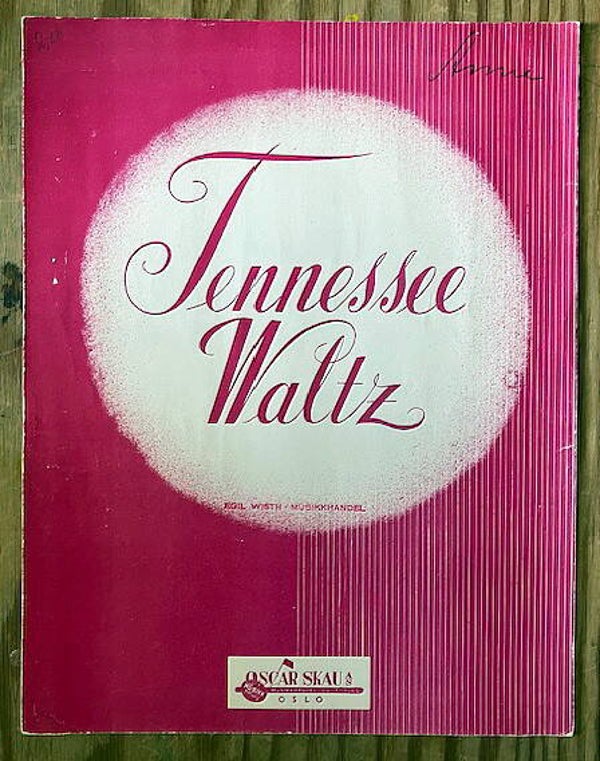 Anne
Tennessee
Waltz
EGIL WISTH - MUSIKKHANDEL
OSCAR SKAU A/S
OSLO